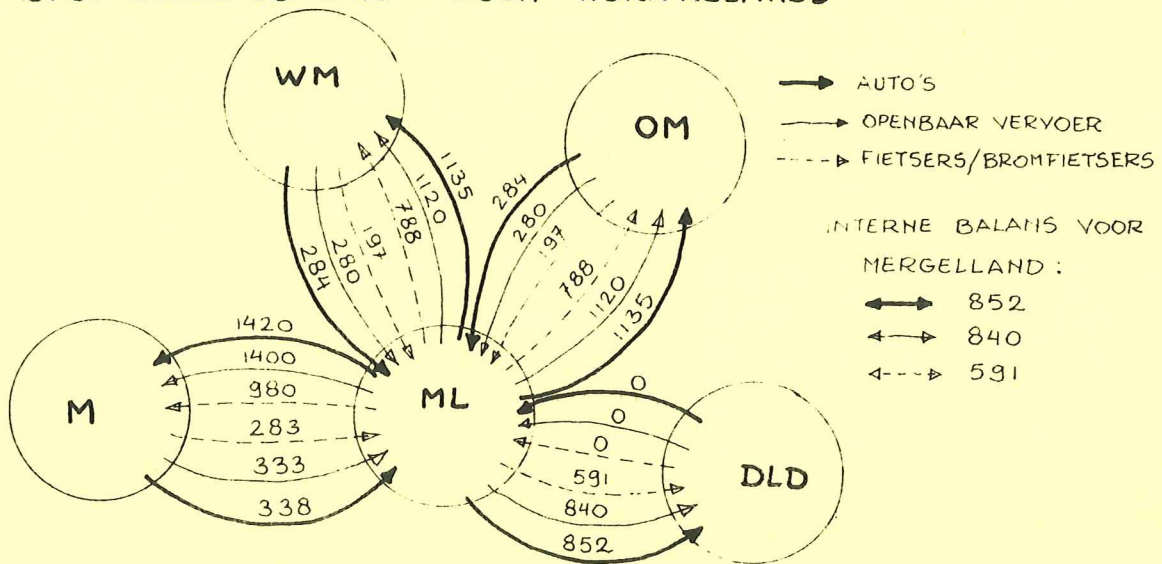 WM
OM
AUTO'S
OPENBAAR VERVOER
FIETSERS/BROMFIETSERS
INTERNE BALANS VOOR
MERGELLAND:
852
840
591
284
280
197
788
1120
1135
284
280
197
788
1120
1135
M
1420
1400
980
283
333
338
ML
0
0
0
591
840
852
DLD